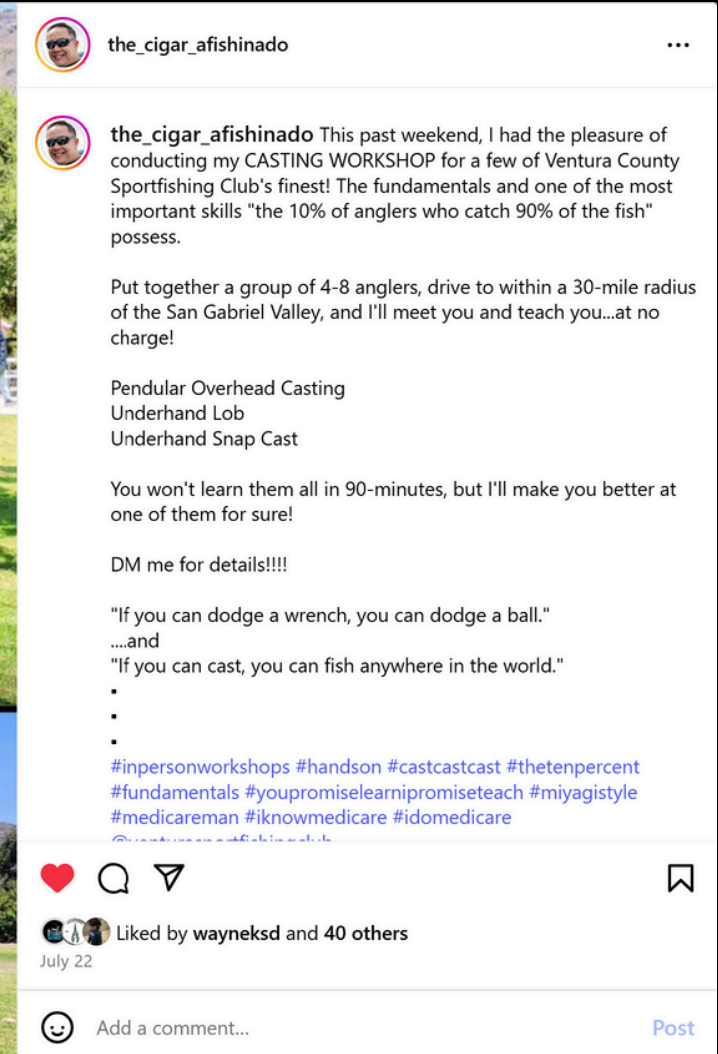 the_cigar_afishinado
the_cigar_afishinado This past weekend, I had the pleasure of
conducting my CASTING WORKSHOP for a few of Ventura County
Sportfishing Club's finest! The fundamentals and one of the most
important skills "the 10% of anglers who catch 90% of the fish"
possess.
Put together a group of 4-8 anglers, drive to within a 30-mile radius
of the San Gabriel Valley, and I'll meet you and teach you...at no
charge!
Pendular Overhead Casting
Underhand Lob
Underhand Snap Cast
You won't learn them all in 90-minutes, but I'll make you better at
one of them for sure!
DM me for details!!!!
"If you can dodge a wrench, you can dodge a ball."
....and
"If you can cast, you can fish anywhere in the world."
▪
▪
▪
#inpersonworkshops #handson #castcastcast #thetenpercent
#fundamentals #youpromiselearnipromiseteach #miyagistyle
#medicareman #iknowmedicare #idomedicare
Liked by wayneksd and 40 others
July 22
Add a comment...
Post